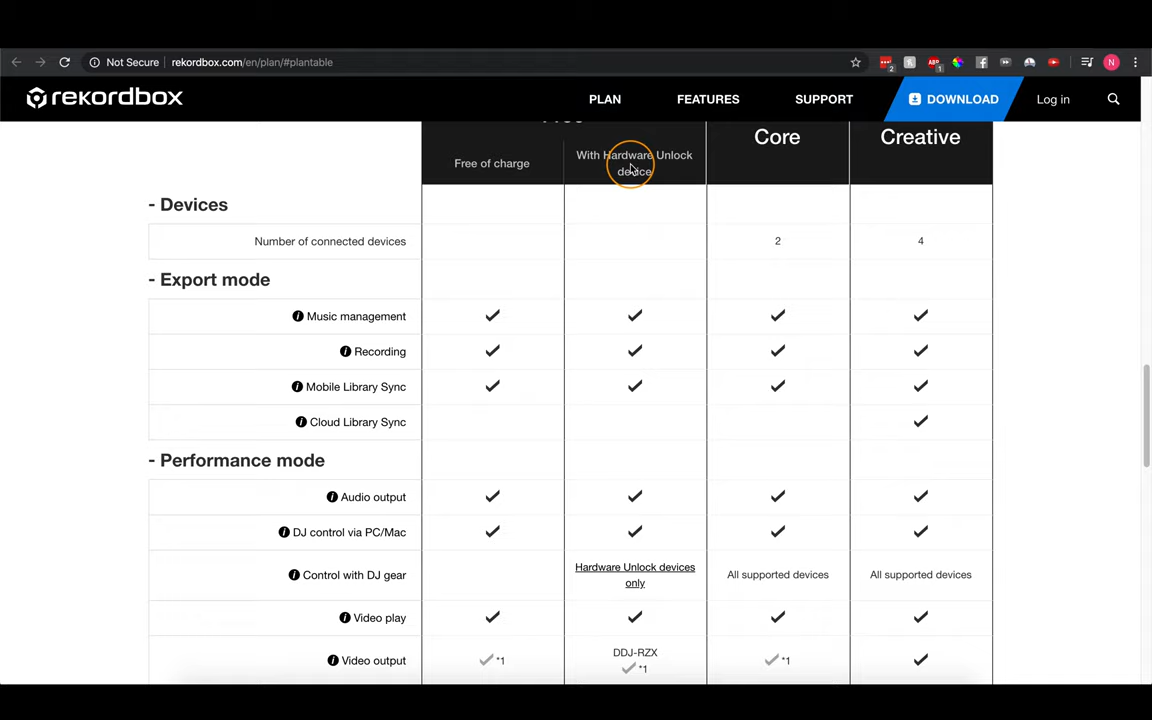 Not Secure rekordbox.com/en/plan/#plantable
2
1
N
rekordbox
PLAN
FEATURES
SUPPORT
DOWNLOAD
Log in
Free of charge
With Hardware Unlock
device
Core
Creative
- Devices
Number of connected devices 2 4
- Export mode
Music management
Recording
Mobile Library Sync
Cloud Library Sync
- Performance mode
Audio output
DJ control via PC/Mac
Control with DJ gear
Hardware Unlock devices
only
All supported devices
All supported devices
Video play
Video output
*1
DDJ-RZX
*1
*1